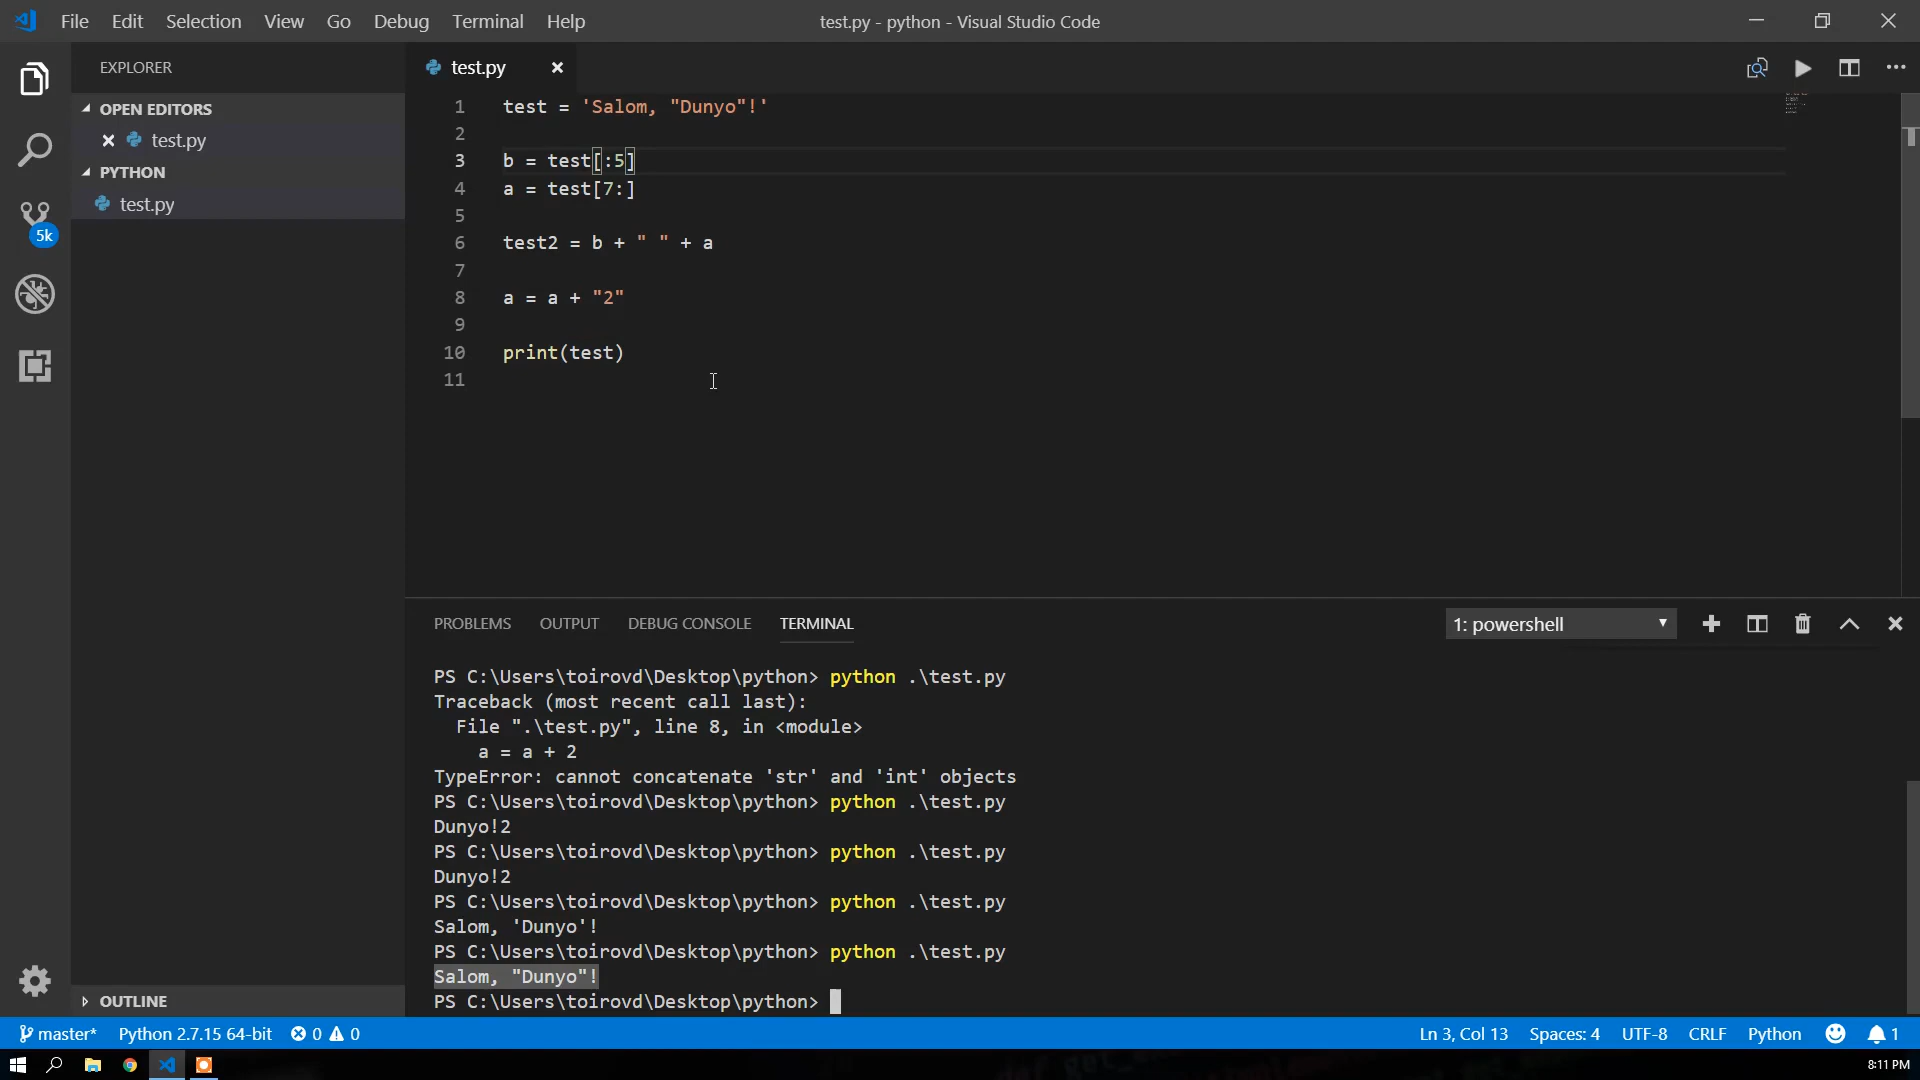 File Edit Selection View Go Debug Terminal Help
test.py - python - Visual Studio Code
EXPLORER
OPEN EDITORS
test.py
PYTHON
test.py
5k
OUTLINE
test.py
1 test = 'Salom, "Dunyo"!'
2
3 b = test[:5]
4 a = test[7:]
5
6 test2 = b + " " + a
7
8 a = a + "2"
9
10 print(test)
11
PROBLEMS OUTPUT DEBUG CONSOLE TERMINAL
1: powershell
PS C:\Users\toirovd\Desktop\python> python .\test.py
Traceback (most recent call last):
File ".\test.py", line 8, in <module>
a = a + 2
TypeError: cannot concatenate 'str' and 'int' objects
PS C:\Users\toirovd\Desktop\python> python .\test.py
Dunyo!2
PS C:\Users\toirovd\Desktop\python> python .\test.py
Dunyo!2
PS C:\Users\toirovd\Desktop\python> python .\test.py
Salom, 'Dunyo'!
PS C:\Users\toirovd\Desktop\python> python .\test.py
Salom, "Dunyo"!
PS C:\Users\toirovd\Desktop\python>
master* Python 2.7.15 64-bit 0 0 Ln 3, Col 13 Spaces: 4 UTF-8 CRLF Python 1
8:11 PM